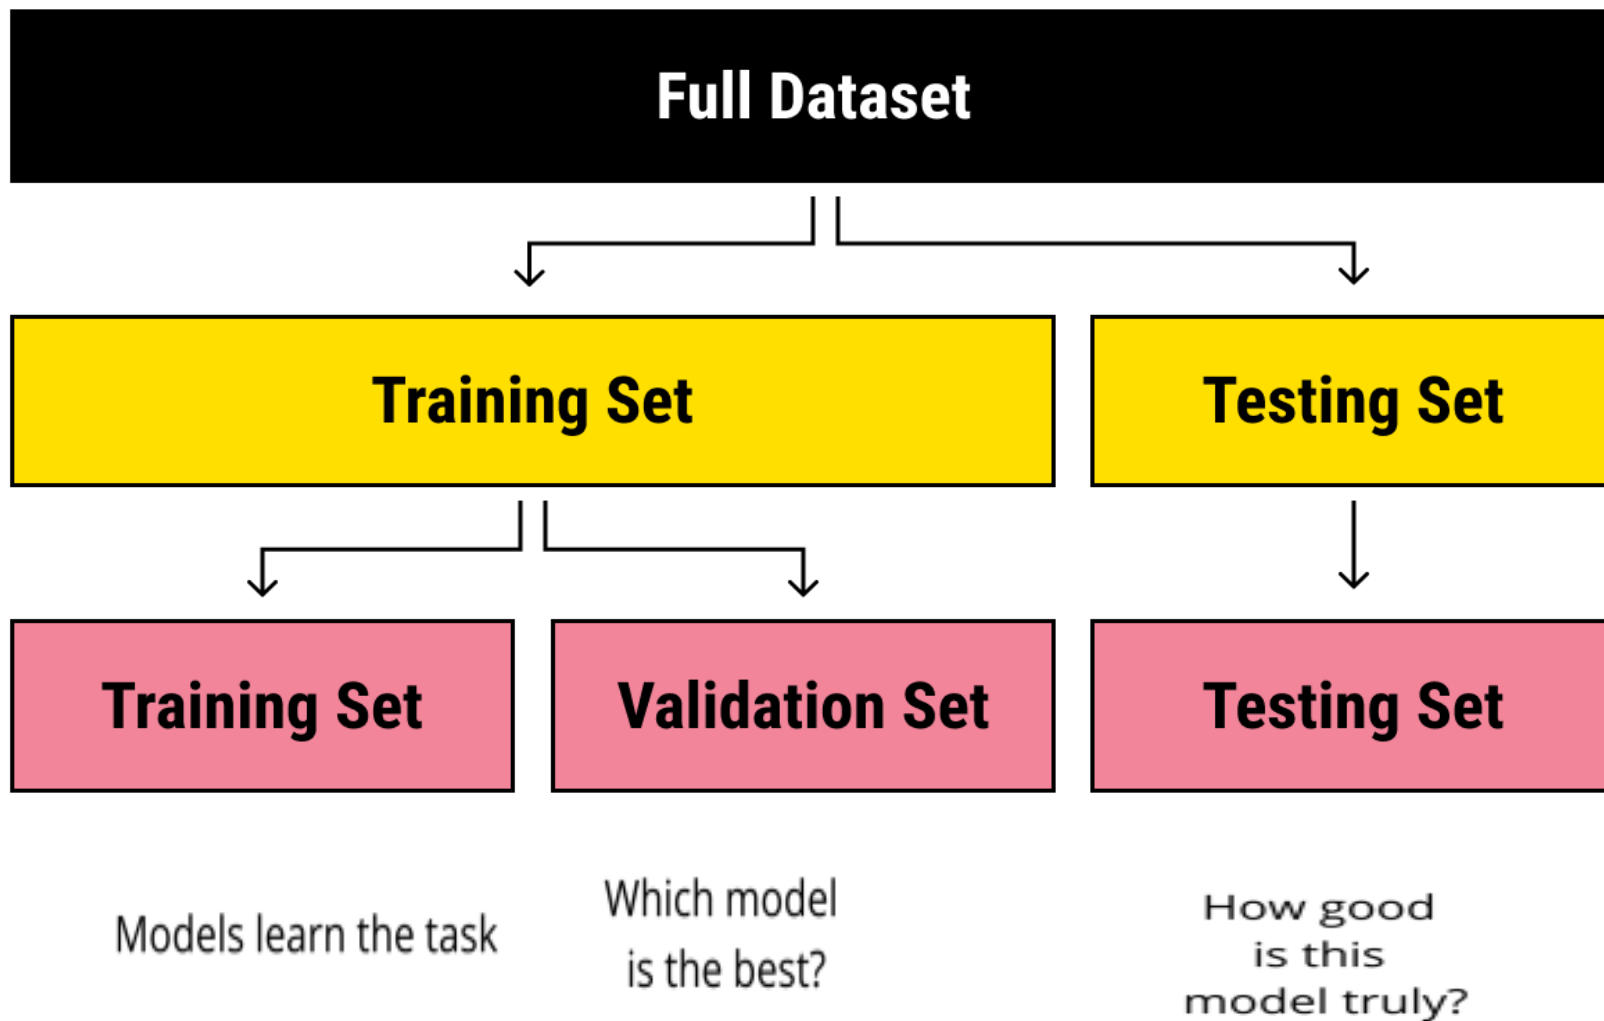 Full Dataset
Training Set
Testing Set
Training Set
Validation Set
Testing Set
Models learn the task
Which model
is the best?
How good
is this
model truly?